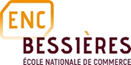 ENC
BESSIÈRES
ÉCOLE NATIONALE DE COMMERCE